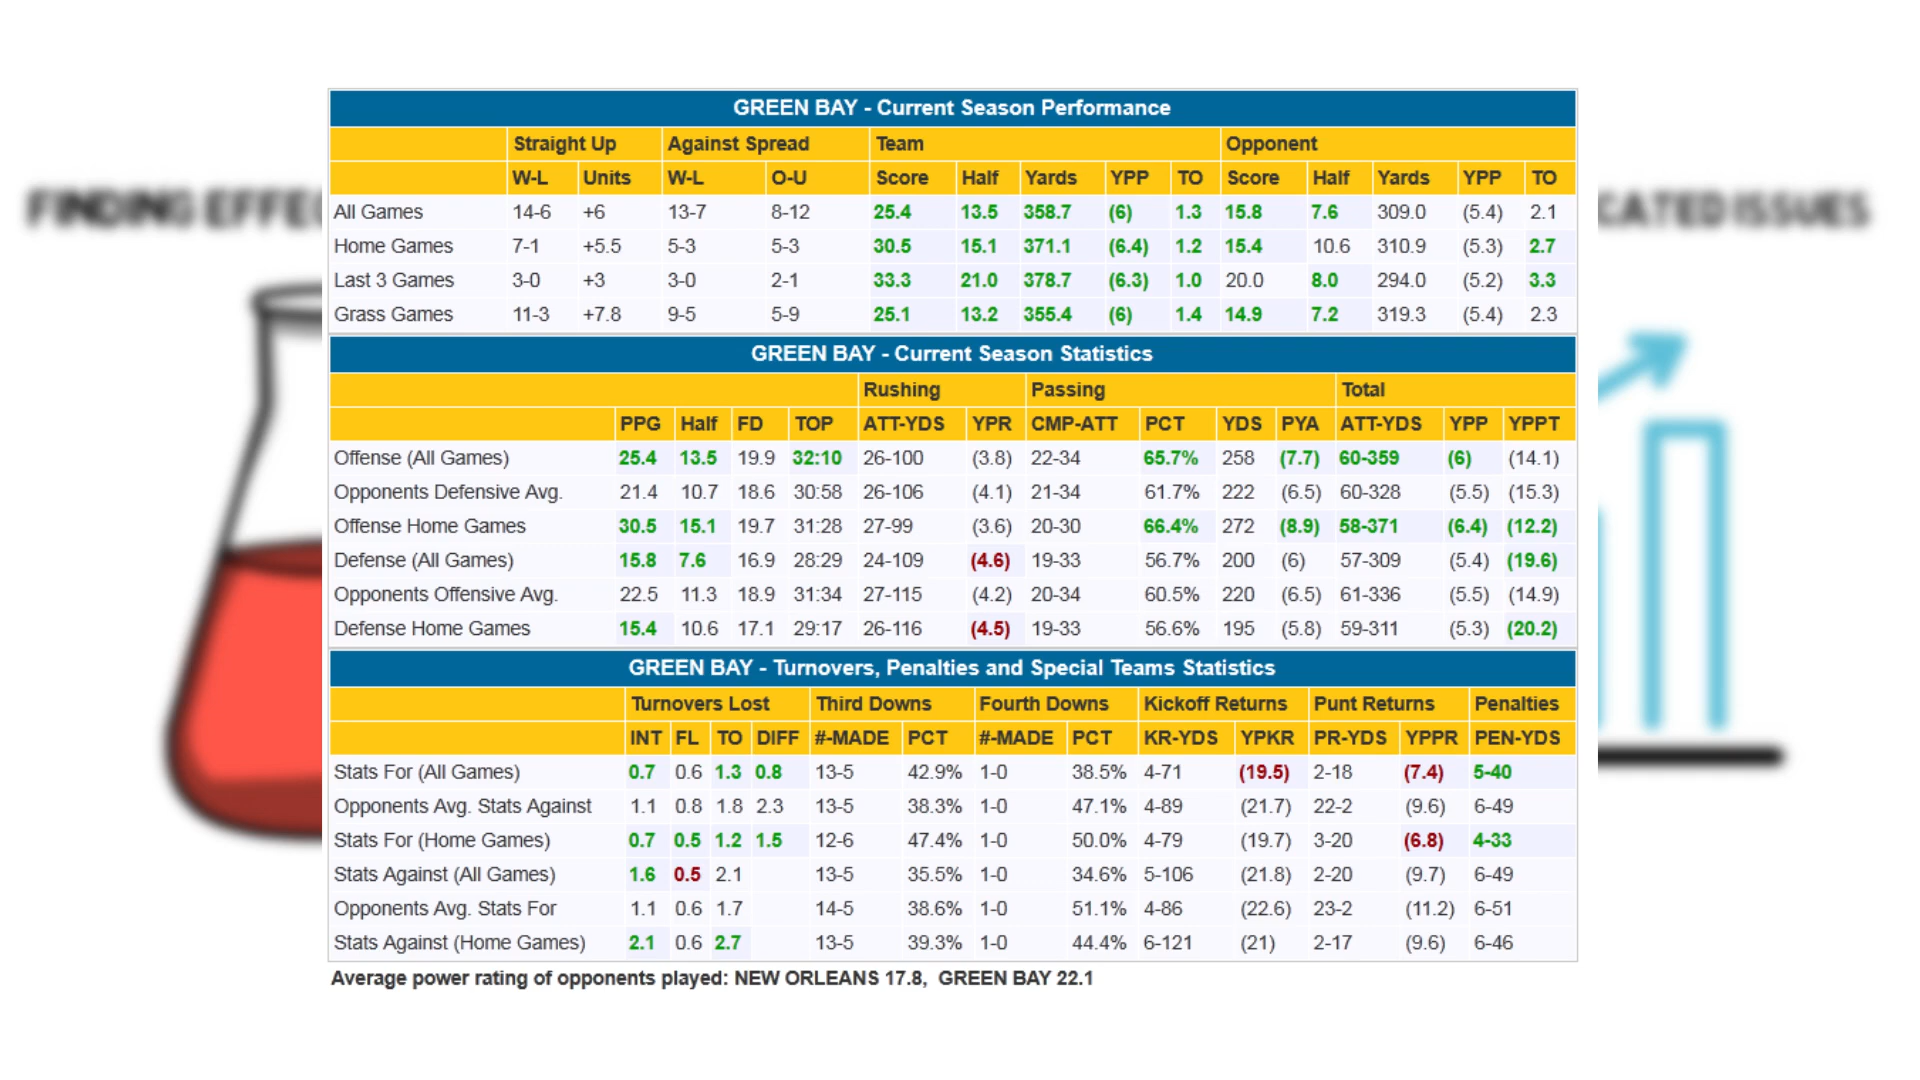 FINDING EFFEC
CATED ISSUES
GREEN BAY - Current Season Performance
Straight Up Against Spread Team Opponent
W-L Units W-L O-U Score Half Yards YPP TO Score Half Yards YPP TO
All Games 14-6 +6 13-7 8-12 25.4 13.5 358.7 (6) 1.3 15.8 7.6 309.0 (5.4) 2.1
Home Games 7-1 +5.5 5-3 5-3 30.5 15.1 371.1 (6.4) 1.2 15.4 10.6 310.9 (5.3) 2.7
Last 3 Games 3-0 +3 3-0 2-1 33.3 21.0 378.7 (6.3) 1.0 20.0 8.0 294.0 (5.2) 3.3
Grass Games 11-3 +7.8 9-5 5-9 25.1 13.2 355.4 (6) 1.4 14.9 7.2 319.3 (5.4) 2.3
GREEN BAY - Current Season Statistics
Rushing Passing Total
PPG Half FD TOP ATT-YDS YPR CMP-ATT PCT YDS PYA ATT-YDS YPP YPPT
Offense (All Games) 25.4 13.5 19.9 32:10 26-100 (3.8) 22-34 65.7% 258 (7.7) 60-359 (6) (14.1)
Opponents Defensive Avg. 21.4 10.7 18.6 30:58 26-106 (4.1) 21-34 61.7% 222 (6.5) 60-328 (5.5) (15.3)
Offense Home Games 30.5 15.1 19.7 31:28 27-99 (3.6) 20-30 66.4% 272 (8.9) 58-371 (6.4) (12.2)
Defense (All Games) 15.8 7.6 16.9 28:29 24-109 (4.6) 19-33 56.7% 200 (6) 57-309 (5.4) (19.6)
Opponents Offensive Avg. 22.5 11.3 18.9 31:34 27-115 (4.2) 20-34 60.5% 220 (6.5) 61-336 (5.5) (14.9)
Defense Home Games 15.4 10.6 17.1 29:17 26-116 (4.5) 19-33 56.6% 195 (5.8) 59-311 (5.3) (20.2)
GREEN BAY - Turnovers, Penalties and Special Teams Statistics
Turnovers Lost Third Downs Fourth Downs Kickoff Returns Punt Returns Penalties
INT FL TO DIFF #-MADE PCT #-MADE PCT KR-YDS YPKR PR-YDS YPPR PEN-YDS
Stats For (All Games) 0.7 0.6 1.3 0.8 13-5 42.9% 1-0 38.5% 4-71 (19.5) 2-18 (7.4) 5-40
Opponents Avg. Stats Against 1.1 0.8 1.8 2.3 13-5 38.3% 1-0 47.1% 4-89 (21.7) 22-2 (9.6) 6-49
Stats For (Home Games) 0.7 0.5 1.2 1.5 12-6 47.4% 1-0 50.0% 4-79 (19.7) 3-20 (6.8) 4-33
Stats Against (All Games) 1.6 0.5 2.1 13-5 35.5% 1-0 34.6% 5-106 (21.8) 2-20 (9.7) 6-49
Opponents Avg. Stats For 1.1 0.6 1.7 14-5 38.6% 1-0 51.1% 4-86 (22.6) 23-2 (11.2) 6-51
Stats Against (Home Games) 2.1 0.6 2.7 13-5 39.3% 1-0 44.4% 6-121 (21) 2-17 (9.6) 6-46
Average power rating of opponents played: NEW ORLEANS 17.8, GREEN BAY 22.1